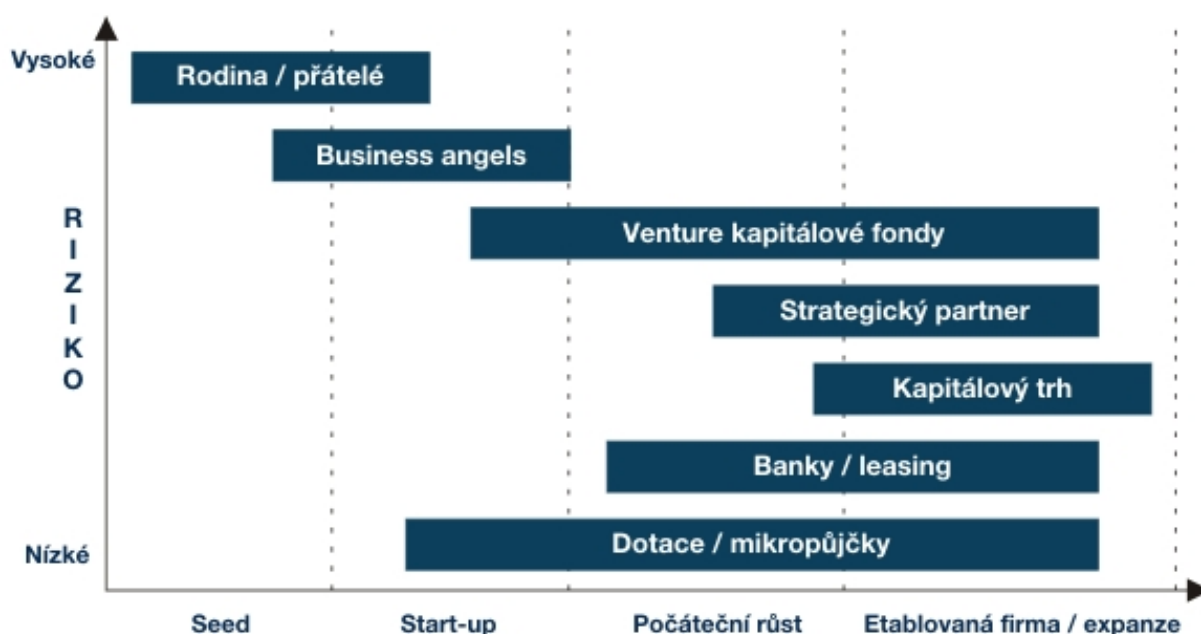 Vysoké
Rodina / přátelé
Business angels
RIZIKO
Venture kapitálové fondy
Strategický partner
Kapitálový trh
Banky / leasing
Nízké
Dotace / mikropůjčky
Seed
Start-up
Počáteční růst
Etablovaná firma / expanze